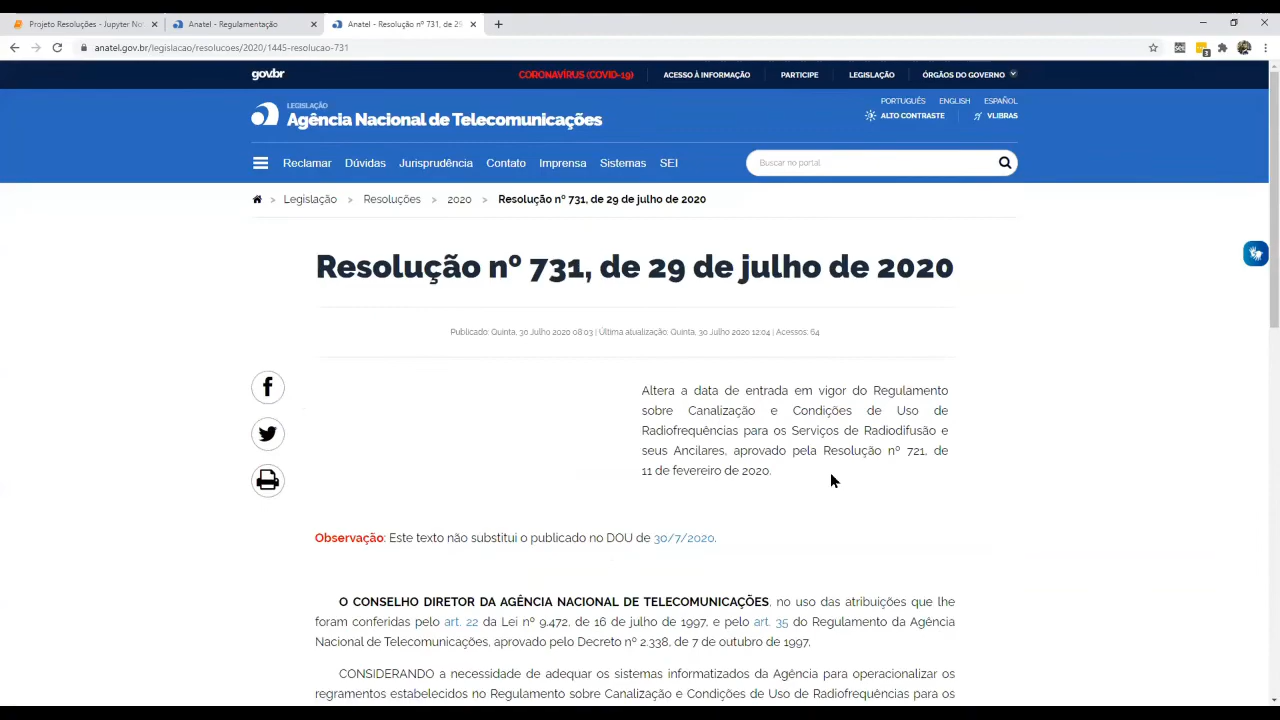 Projeto Resoluções - Jupyter No
Anatel - Regulamentação
Anatel - Resolução nº 731, de 29
anatel.gov.br/legislacao/resolucoes/2020/1445-resolucao-731
3
gov.br
CORONAVÍRUS (COVID-19)
ACESSO À INFORMAÇÃO
PARTICIPE
LEGISLAÇÃO
ÓRGÃOS DO GOVERNO
LEGISLAÇÃO
Agência Nacional de Telecomunicações
PORTUGUÊS ENGLISH ESPAÑOL
ALTO CONTRASTE VLIBRAS
Reclamar Dúvidas Jurisprudência Contato Imprensa Sistemas SEI
Buscar no portal
> Legislação > Resoluções > 2020 > Resolução nº 731, de 29 de julho de 2020
Resolução nº 731, de 29 de julho de 2020
Publicado: Quinta, 30 Julho 2020 08:03 | Última atualização: Quinta, 30 Julho 2020 12:04 | Acessos: 64
Altera a data de entrada em vigor do Regulamento
sobre Canalização e Condições de Uso de
Radiofrequências para os Serviços de Radiodifusão e
seus Ancilares, aprovado pela Resolução nº 721, de
11 de fevereiro de 2020.
Observação: Este texto não substitui o publicado no DOU de 30/7/2020.
O CONSELHO DIRETOR DA AGÊNCIA NACIONAL DE TELECOMUNICAÇÕES, no uso das atribuições que lhe
foram conferidas pelo art. 22 da Lei nº 9.472, de 16 de julho de 1997, e pelo art. 35 do Regulamento da Agência
Nacional de Telecomunicações, aprovado pelo Decreto nº 2.338, de 7 de outubro de 1997,
CONSIDERANDO a necessidade de adequar os sistemas informatizados da Agência para operacionalizar os
regramentos estabelecidos no Regulamento sobre Canalização e Condições de Uso de Radiofrequências para os